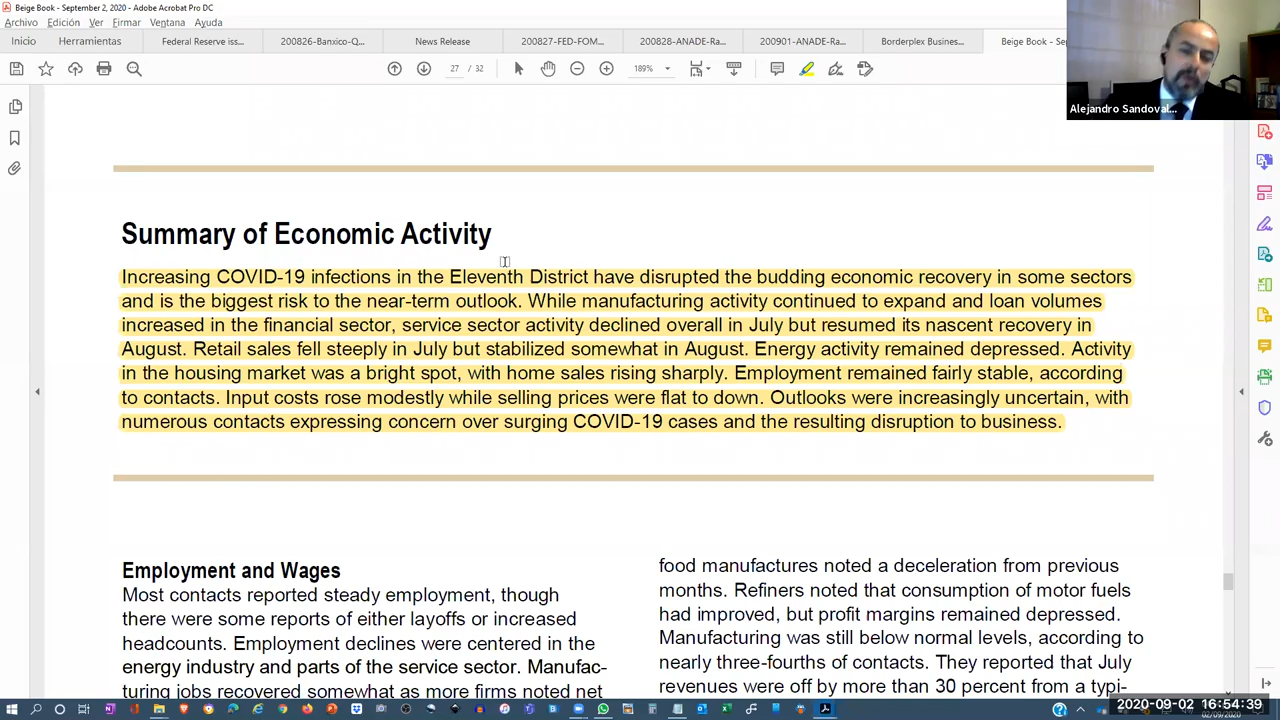 Beige Book - September 2, 2020 - Adobe Acrobat Pro DC
Archivo Edición Ver Firmar Ventana Ayuda
Inicio Herramientas Federal Reserve iss... 200826-Banxico-Q... News Release 200827-FED-FOM... 200828-ANADE-Ra... 200901-ANADE-Ra... Borderplex Busines... Beige Book - Se
27 / 32 189%
Alejandro Sandoval...
Summary of Economic Activity
Increasing COVID-19 infections in the Eleventh District have disrupted the budding economic recovery in some sectors
and is the biggest risk to the near-term outlook. While manufacturing activity continued to expand and loan volumes
increased in the financial sector, service sector activity declined overall in July but resumed its nascent recovery in
August. Retail sales fell steeply in July but stabilized somewhat in August. Energy activity remained depressed. Activity
in the housing market was a bright spot, with home sales rising sharply. Employment remained fairly stable, according
to contacts. Input costs rose modestly while selling prices were flat to down. Outlooks were increasingly uncertain, with
numerous contacts expressing concern over surging COVID-19 cases and the resulting disruption to business.
Employment and Wages
Most contacts reported steady employment, though
there were some reports of either layoffs or increased
headcounts. Employment declines were centered in the
energy industry and parts of the service sector. Manufac-
turing jobs recovered somewhat as more firms noted net
food manufactures noted a deceleration from previous
months. Refiners noted that consumption of motor fuels
had improved, but profit margins remained depressed.
Manufacturing was still below normal levels, according to
nearly three-fourths of contacts. They reported that July
revenues were off by more than 30 percent from a typi-
2020-09-02 16:54:39
02/09/2020